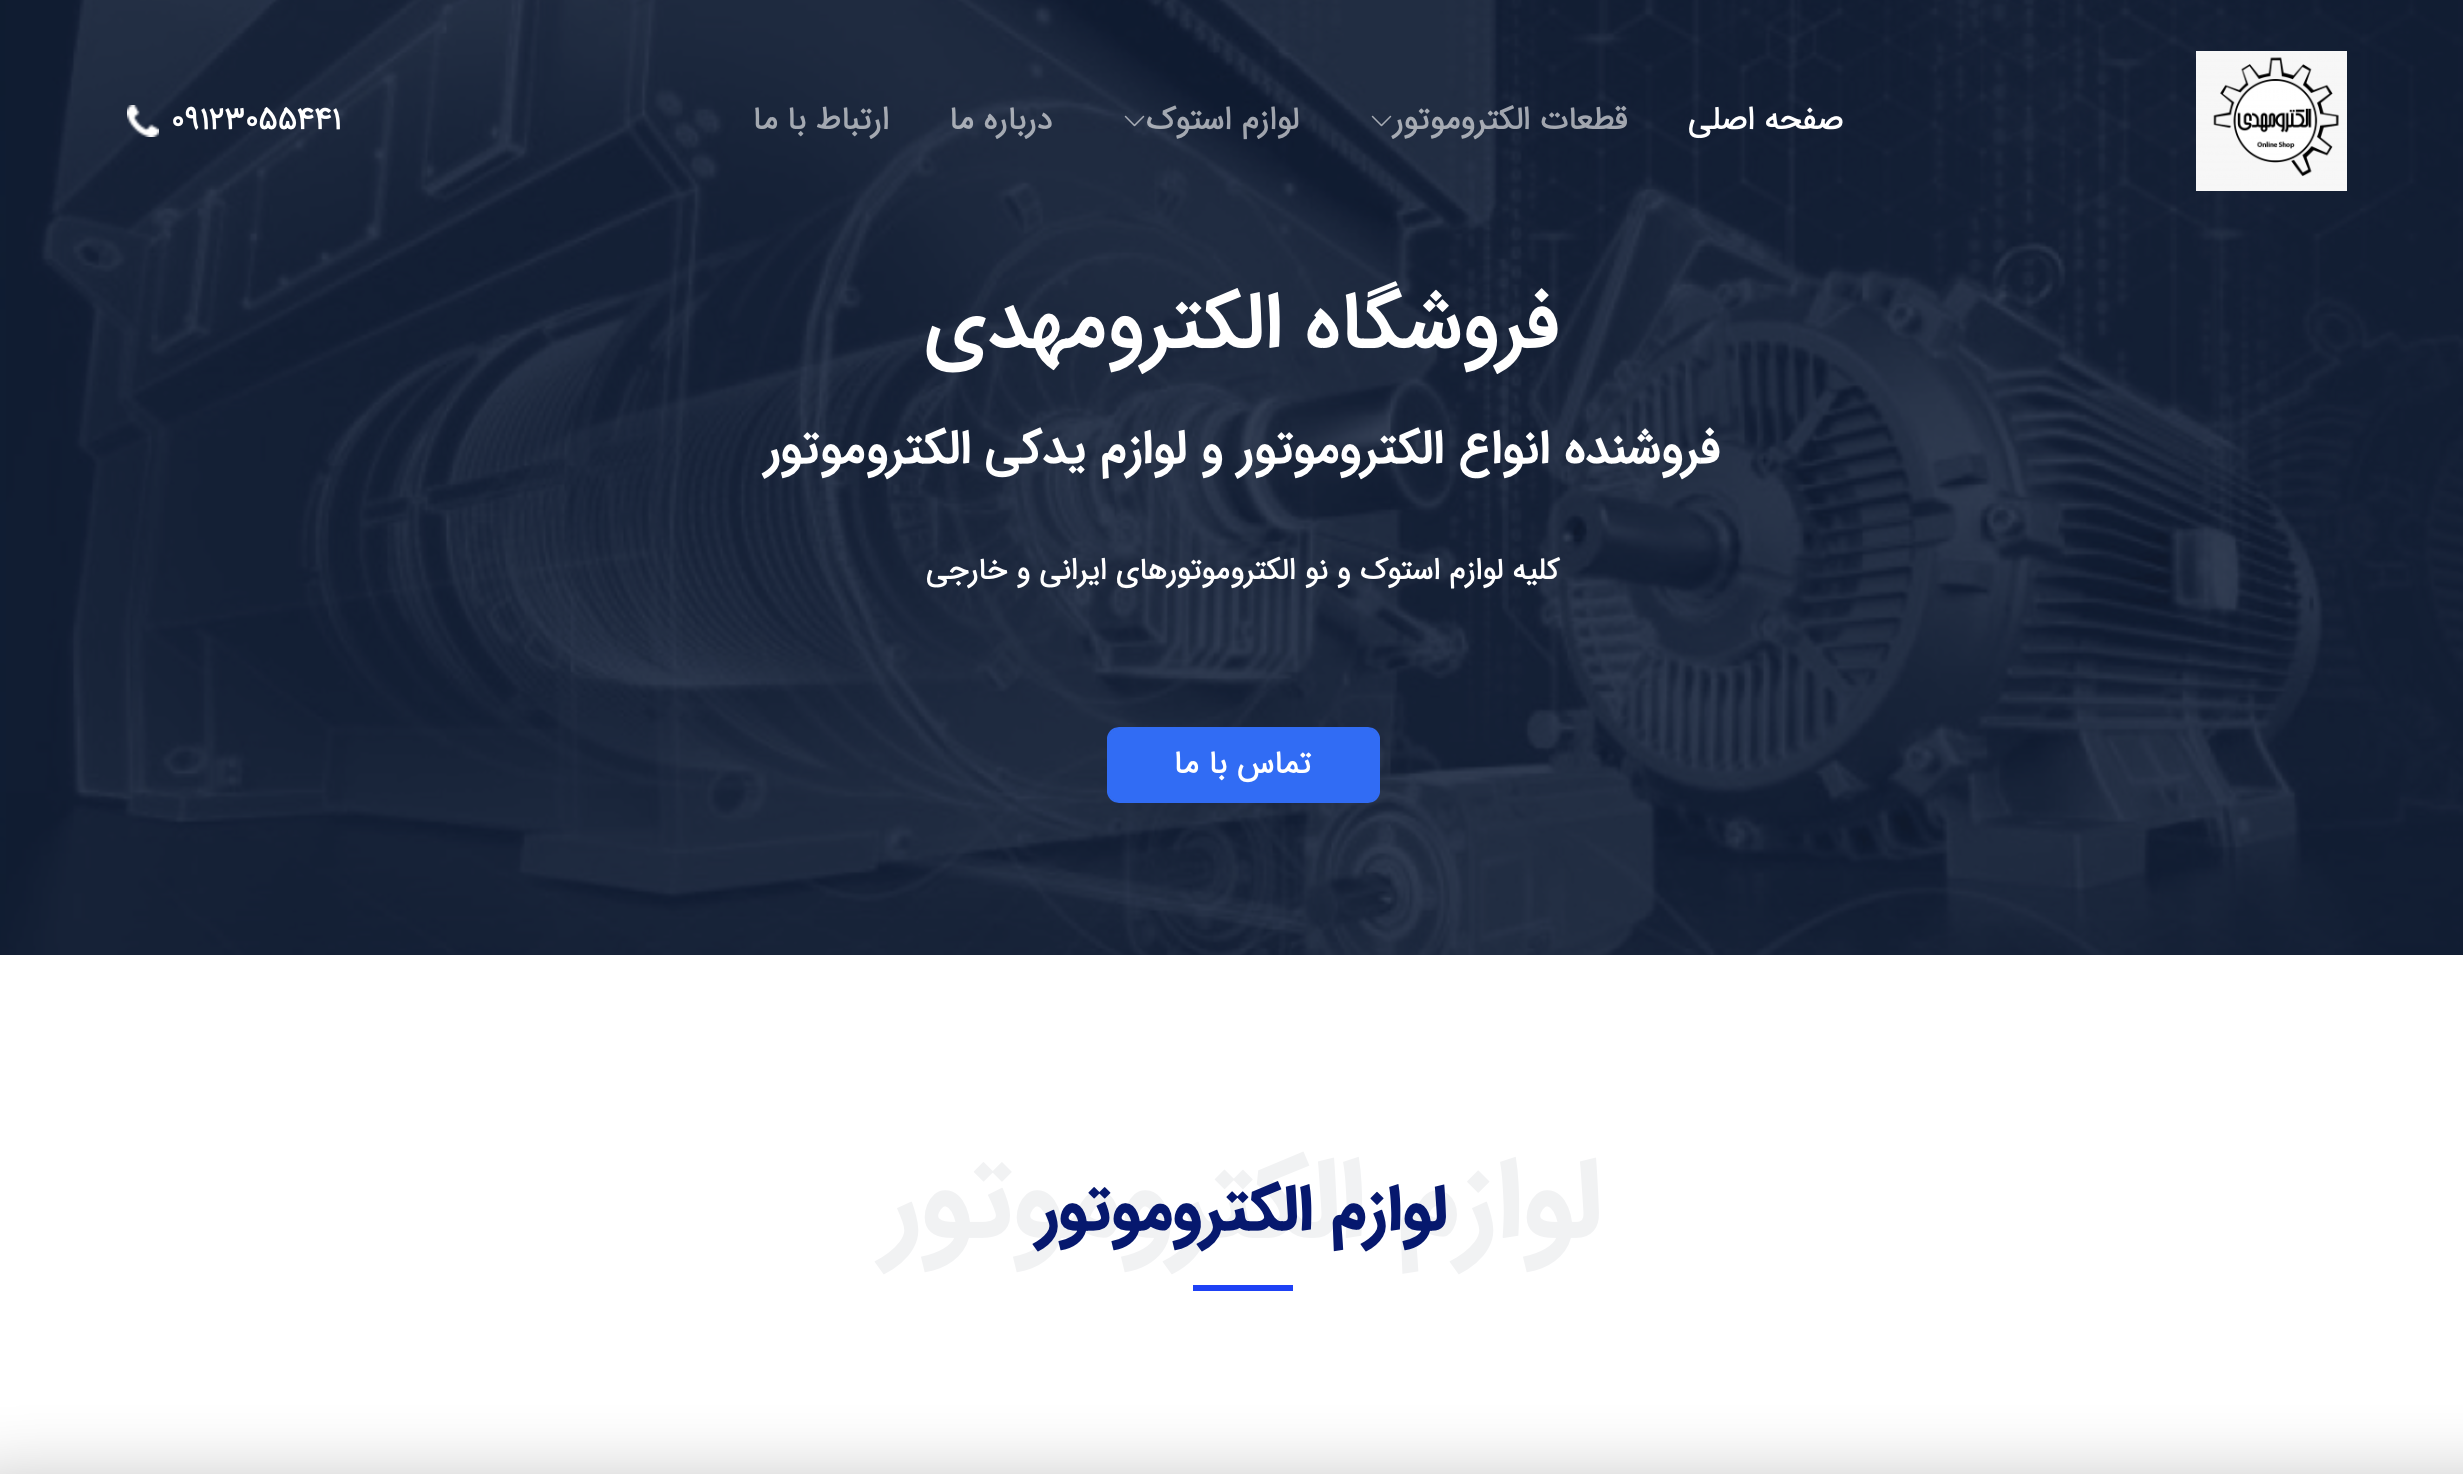 الکترومهدی
Online Shop
صفحه اصلی
قطعات الکتروموتور
لوازم استوک
درباره ما
ارتباط با ما
۰۹۱۲۳۰۵۵۴۴۱
فروشگاه الکترومهدی
فروشنده انواع الکتروموتور و لوازم یدکی الکتروموتور
کلیه لوازم استوک و نو الکتروموتورهای ایرانی و خارجی
تماس با ما
لوازم الکتروموتور
لوازم الکتروموتور